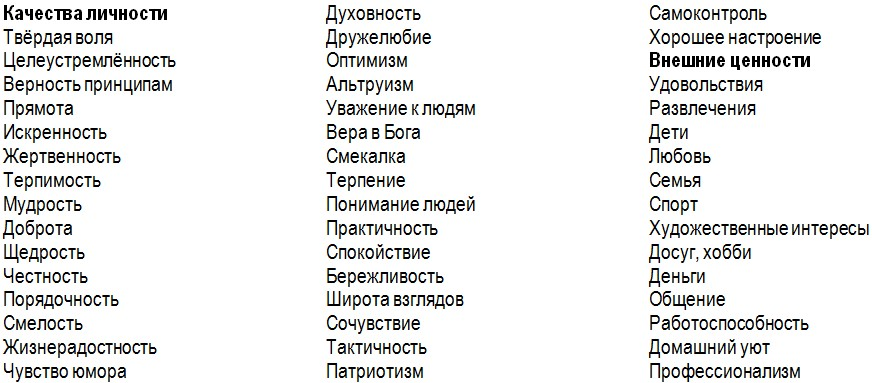 Качества личности
Твёрдая воля
Целеустремлённость
Верность принципам
Прямота
Искренность
Жертвенность
Терпимость
Мудрость
Доброта
Щедрость
Честность
Порядочность
Смелость
Жизнерадостность
Чувство юмора
Духовность
Дружелюбие
Оптимизм
Альтруизм
Уважение к людям
Вера в Бога
Смекалка
Терпение
Понимание людей
Практичность
Спокойствие
Бережливость
Широта взглядов
Сочувствие
Тактичность
Патриотизм
Самоконтроль
Хорошее настроение
Внешние ценности
Удовольствия
Развлечения
Дети
Любовь
Семья
Спорт
Художественные интересы
Досуг, хобби
Деньги
Общение
Работоспособность
Домашний уют
Профессионализм